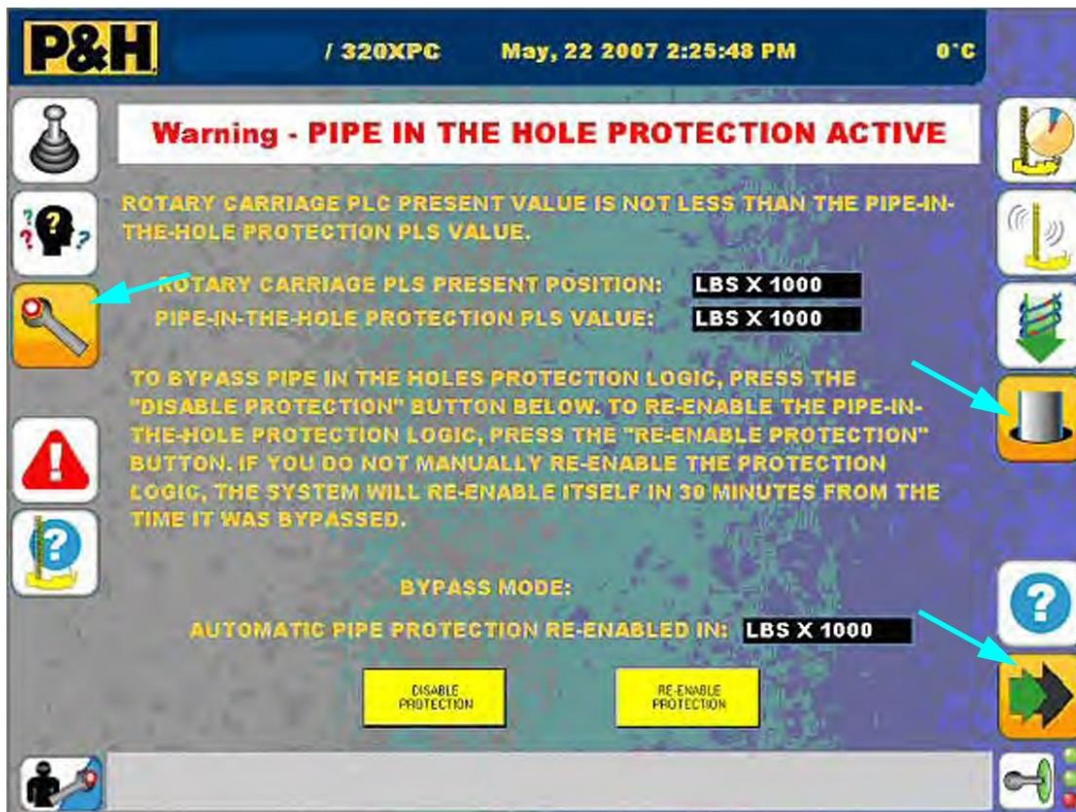 P&H / 320XPC May, 22 2007 2:25:48 PM 0°C
Warning - PIPE IN THE HOLE PROTECTION ACTIVE
ROTARY CARRIAGE PLC PRESENT VALUE IS NOT LESS THAN THE PIPE-IN-
THE-HOLE PROTECTION PLS VALUE.
ROTARY CARRIAGE PLS PRESENT POSITION: LBS X 1000
PIPE-IN-THE-HOLE PROTECTION PLS VALUE: LBS X 1000
TO BYPASS PIPE IN THE HOLES PROTECTION LOGIC, PRESS THE
"DISABLE PROTECTION" BUTTON BELOW. TO RE-ENABLE THE PIPE-IN-
THE-HOLE PROTECTION LOGIC, PRESS THE "RE-ENABLE PROTECTION"
BUTTON. IF YOU DO NOT MANUALLY RE-ENABLE THE PROTECTION
LOGIC, THE SYSTEM WILL RE-ENABLE ITSELF IN 30 MINUTES FROM THE
TIME IT WAS BYPASSED.
BYPASS MODE:
AUTOMATIC PIPE PROTECTION RE-ENABLED IN: LBS X 1000
DISABLE
PROTECTION
RE-ENABLE
PROTECTION